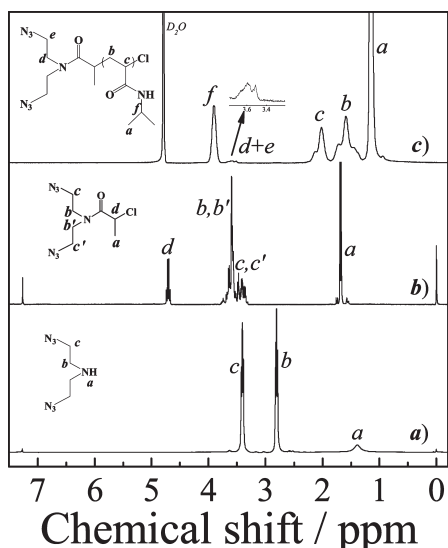 N₃
e
d
N
N₃
O
b
c
Cl
O
NH
f
a
D₂O
f
3.6 3.4
d+e
c
b
a
c)
N₃
c
b
N
b'
N₃
c'
O
d
Cl
a
d
b,b'
c,c'
a
b)
N₃
c
b
NH
a
N₃
c
b
a
a)
7 6 5 4 3 2 1 0
Chemical shift / ppm